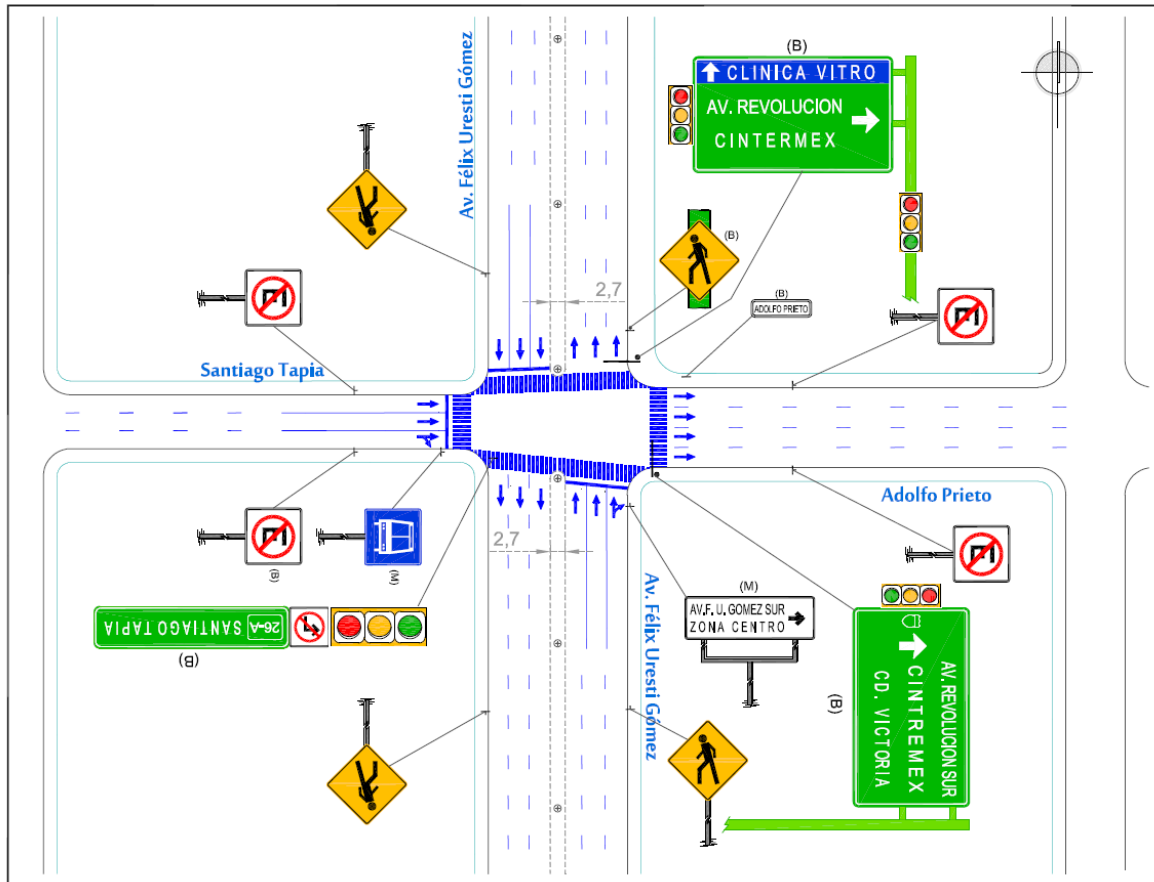 (B)
CLINICA VITRO
AV. REVOLUCION
CINTERMEX
Av. Félix Uresti Gómez
(B)
2,7
(B)
ADOLFO PRIETO
E
E
Santiago Tapia
Adolfo Prieto
E
(B)
(M)
2,7
E
SANTIAGO TAPIA
26-A
(B)
(M)
AV.F. U. GOMEZ SUR
ZONA CENTRO
Av. Félix Uresti Gómez
(B)
AV. REVOLUCION SUR
CINTREMEX
CD. VICTORIA